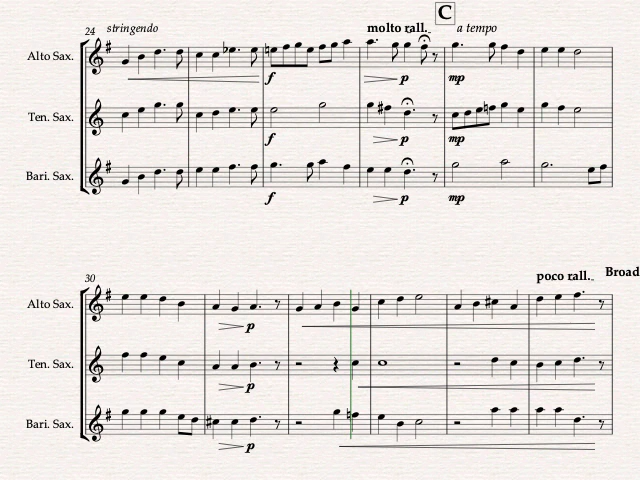 C
24 stringendo molto rall. a tempo
Alto Sax.
f p mp
Ten. Sax.
f p mp
Bari. Sax.
f p mp
30 poco rall. Broad
Alto Sax.
p
Ten. Sax.
p
Bari. Sax.
p